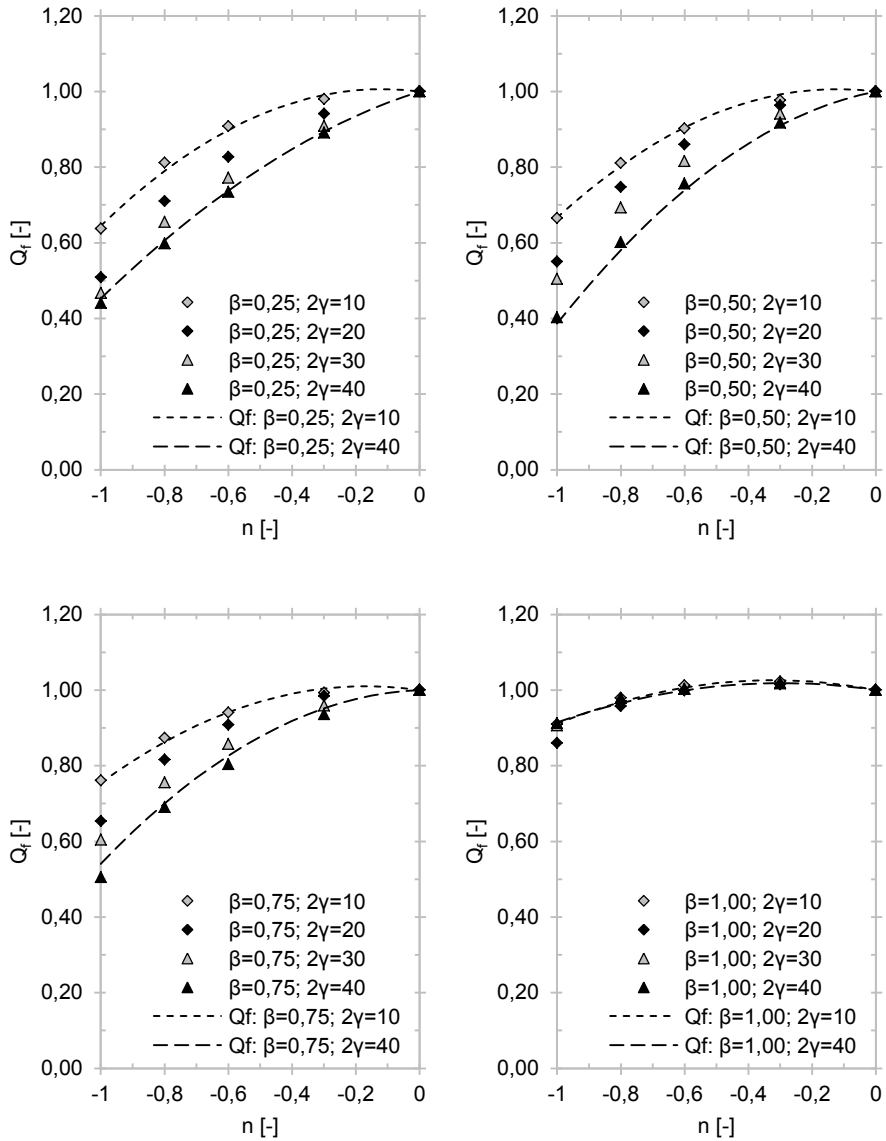 1,20
1,00
0,80
0,60
0,40
0,20
0,00
Q_f [-]
β=0,25; 2γ=10
β=0,25; 2γ=20
β=0,25; 2γ=30
β=0,25; 2γ=40
Qf: β=0,25; 2γ=10
Qf: β=0,25; 2γ=40
-1 -0,8 -0,6 -0,4 -0,2 0
n [-]
1,20
1,00
0,80
0,60
0,40
0,20
0,00
Q_f [-]
β=0,50; 2γ=10
β=0,50; 2γ=20
β=0,50; 2γ=30
β=0,50; 2γ=40
Qf: β=0,50; 2γ=10
Qf: β=0,50; 2γ=40
-1 -0,8 -0,6 -0,4 -0,2 0
n [-]
1,20
1,00
0,80
0,60
0,40
0,20
0,00
Q_f [-]
β=0,75; 2γ=10
β=0,75; 2γ=20
β=0,75; 2γ=30
β=0,75; 2γ=40
Qf: β=0,75; 2γ=10
Qf: β=0,75; 2γ=40
-1 -0,8 -0,6 -0,4 -0,2 0
n [-]
1,20
1,00
0,80
0,60
0,40
0,20
0,00
Q_f [-]
β=1,00; 2γ=10
β=1,00; 2γ=20
β=1,00; 2γ=30
β=1,00; 2γ=40
Qf: β=1,00; 2γ=10
Qf: β=1,00; 2γ=40
-1 -0,8 -0,6 -0,4 -0,2 0
n [-]